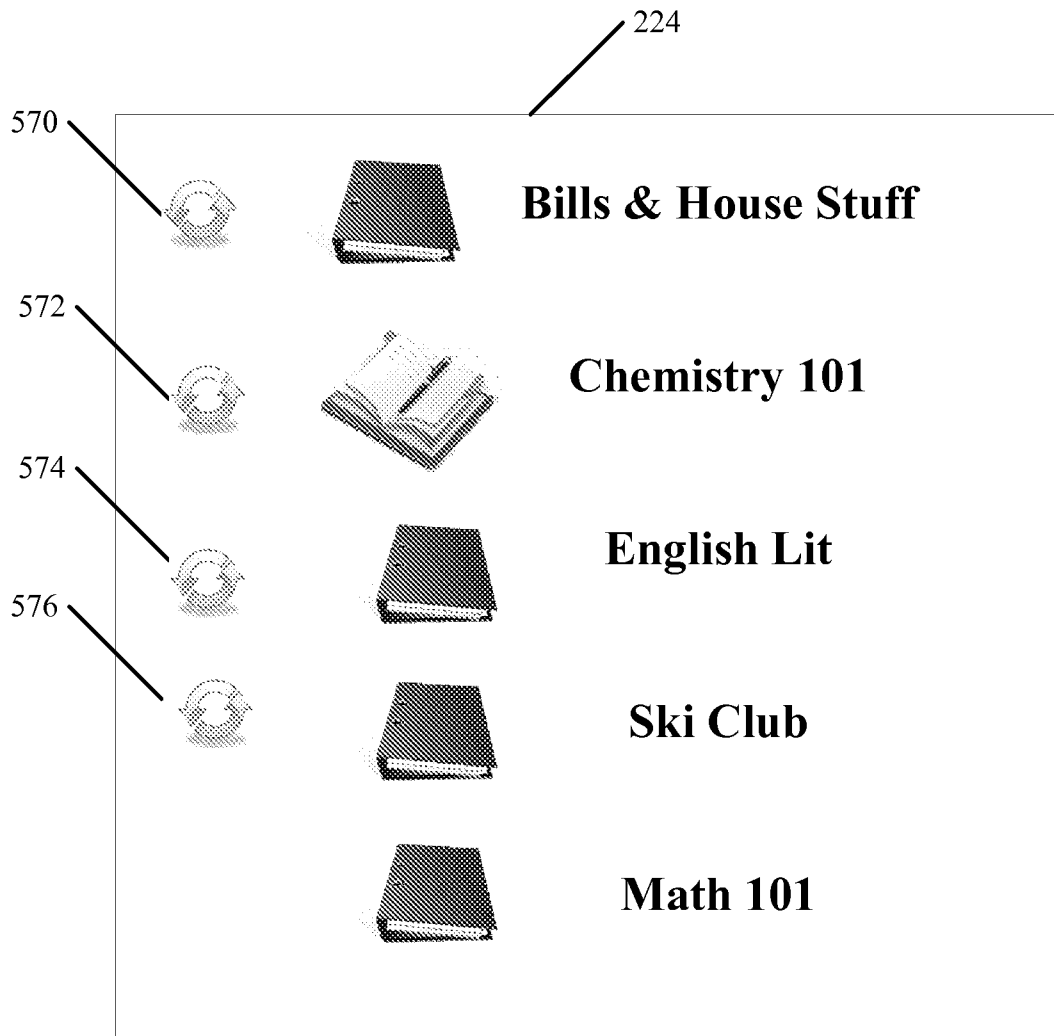 224
570
Bills & House Stuff
572
Chemistry 101
574
English Lit
576
Ski Club
Math 101